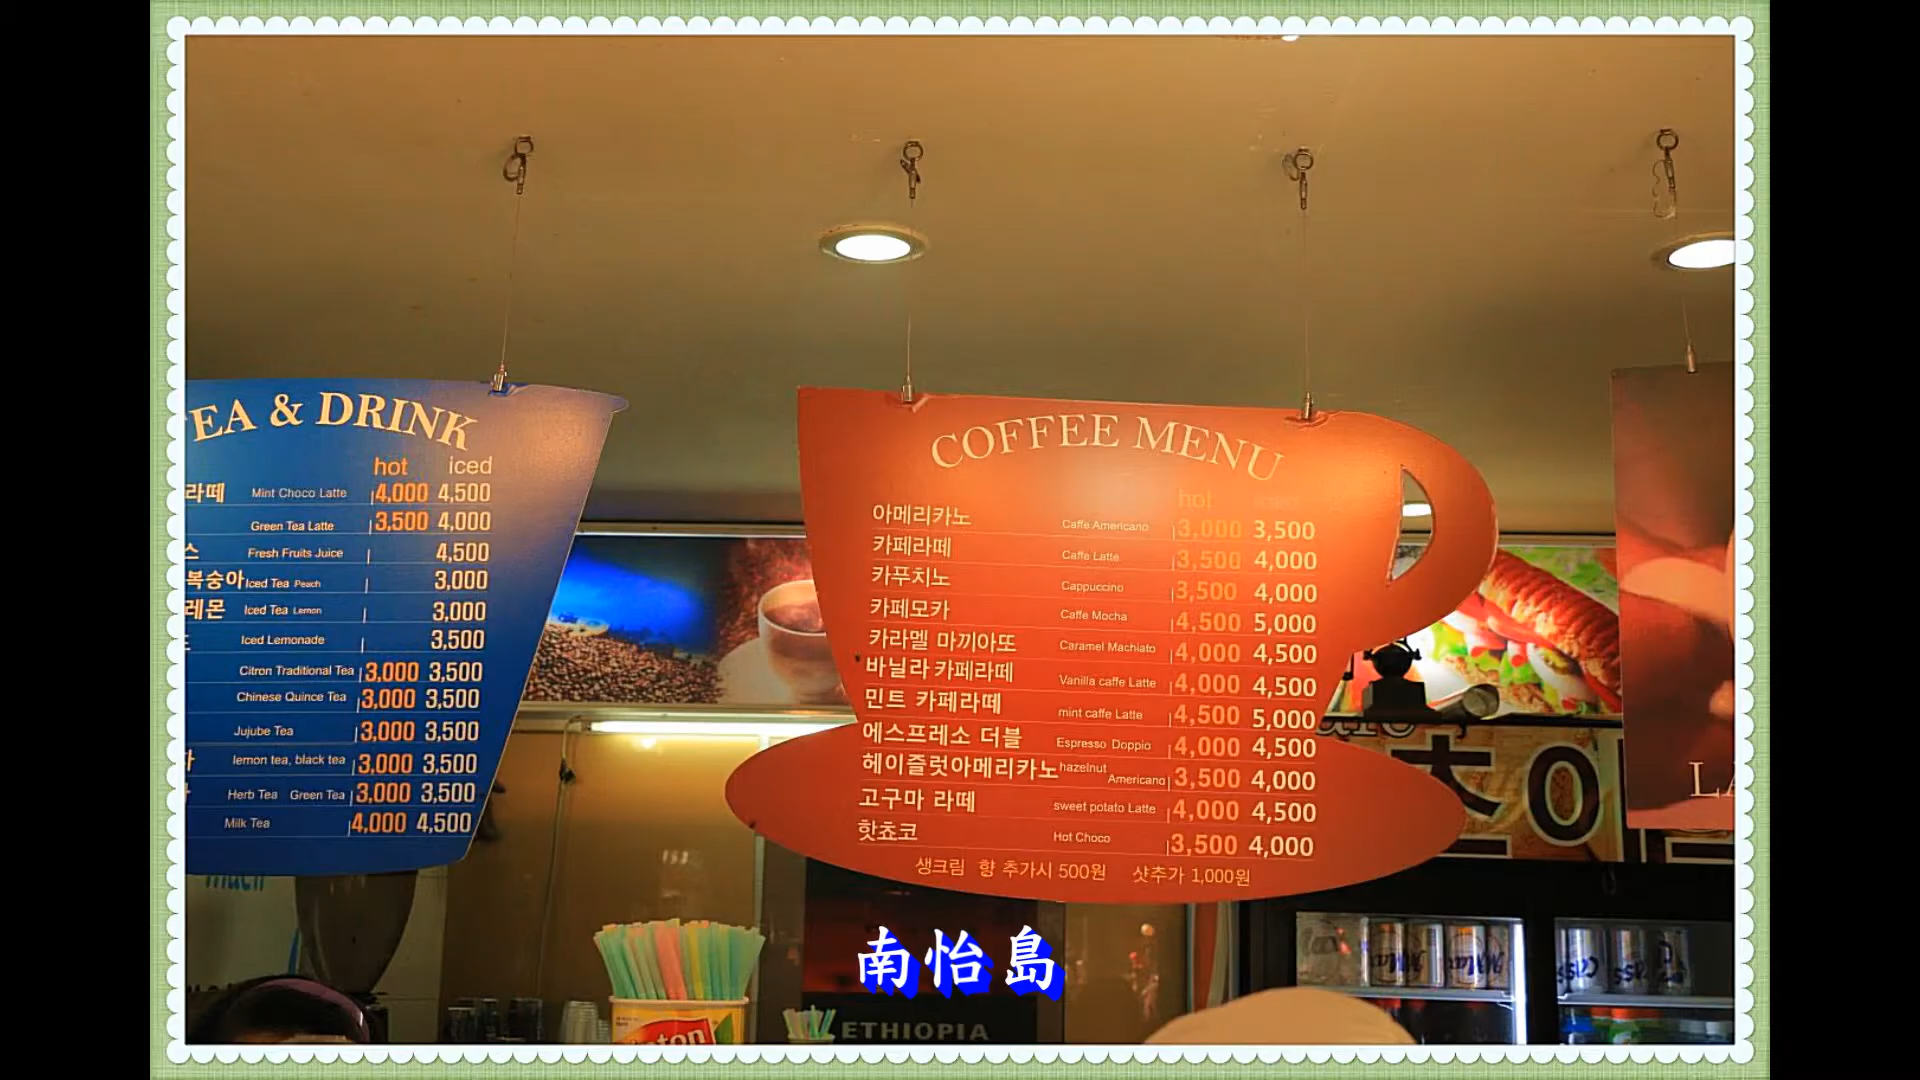 TEA & DRINK
hot iced
라떼 Mint Choco Latte 4,000 4,500
Green Tea Latte 3,500 4,000
스 Fresh Fruits Juice 4,500
복숭아 Iced Tea Peach 3,000
레몬 Iced Tea Lemon 3,000
드 Iced Lemonade 3,500
Citron Traditional Tea 3,000 3,500
Chinese Quince Tea 3,000 3,500
Jujube Tea 3,000 3,500
lemon tea, black tea 3,000 3,500
Herb Tea Green Tea 3,000 3,500
Milk Tea 4,000 4,500
COFFEE MENU
hot iced
아메리카노 Caffe Americano 3,000 3,500
카페라떼 Caffe Latte 3,500 4,000
카푸치노 Cappuccino 3,500 4,000
카페모카 Caffe Mocha 4,500 5,000
카라멜 마끼아또 Caramel Machiato 4,000 4,500
바닐라 카페라떼 Vanilla caffe Latte 4,000 4,500
민트 카페라떼 mint caffe Latte 4,500 5,000
에스프레소 더블 Espresso Doppio 4,000 4,500
헤이즐럿아메리카노 hazelnut Americano 3,500 4,000
고구마 라떼 sweet potato Latte 4,000 4,500
핫쵸코 Hot Choco 3,500 4,000
생크림 향 추가시 500원 샷추가 1,000원
南怡島
ETHIOPIA